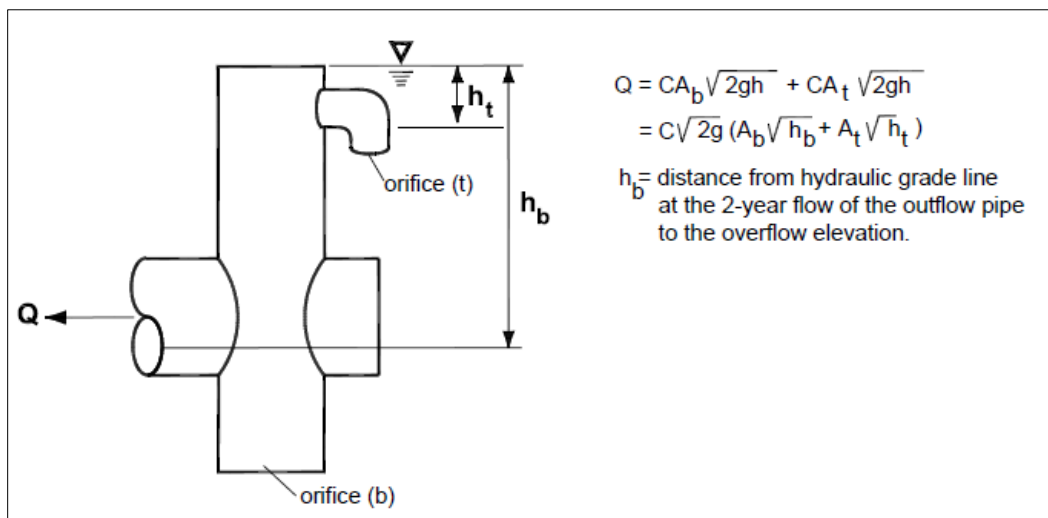 h_t
orifice (t)
h_b
Q
orifice (b)
Q = CA_b√2gh + CA_t √2gh
= C√2g (A_b√h_b + A_t√h_t )
h_b = distance from hydraulic grade line
at the 2-year flow of the outflow pipe
to the overflow elevation.